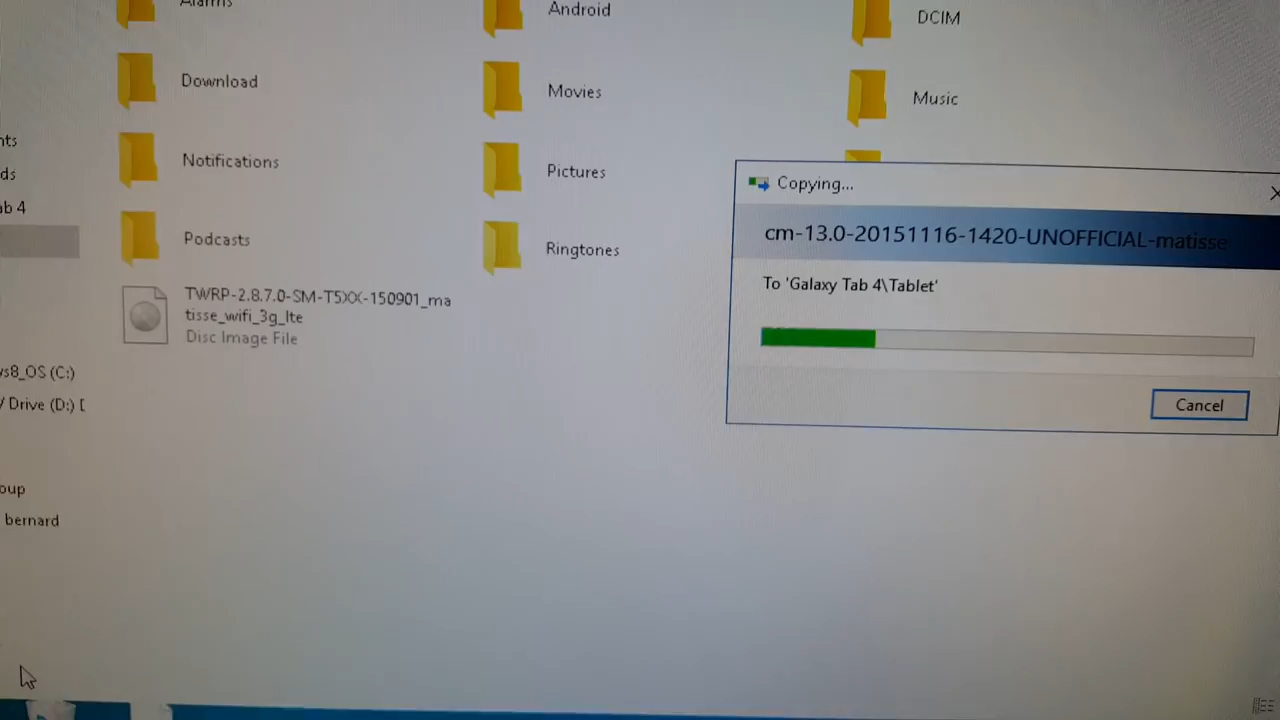 Alarms
Android
DCIM
Download
Movies
Music
nts
Notifications
Pictures
ds
Copying...
ab 4
cm-13.0-20151116-1420-UNOFFICIAL-matisse
Podcasts
Ringtones
To 'Galaxy Tab 4\Tablet'
TWRP-2.8.7.0-SM-T5XX-150901_ma
tisse_wifi_3g_lte
Disc Image File
ws8_OS (C:)
/ Drive (D:) [
Cancel
oup
bernard